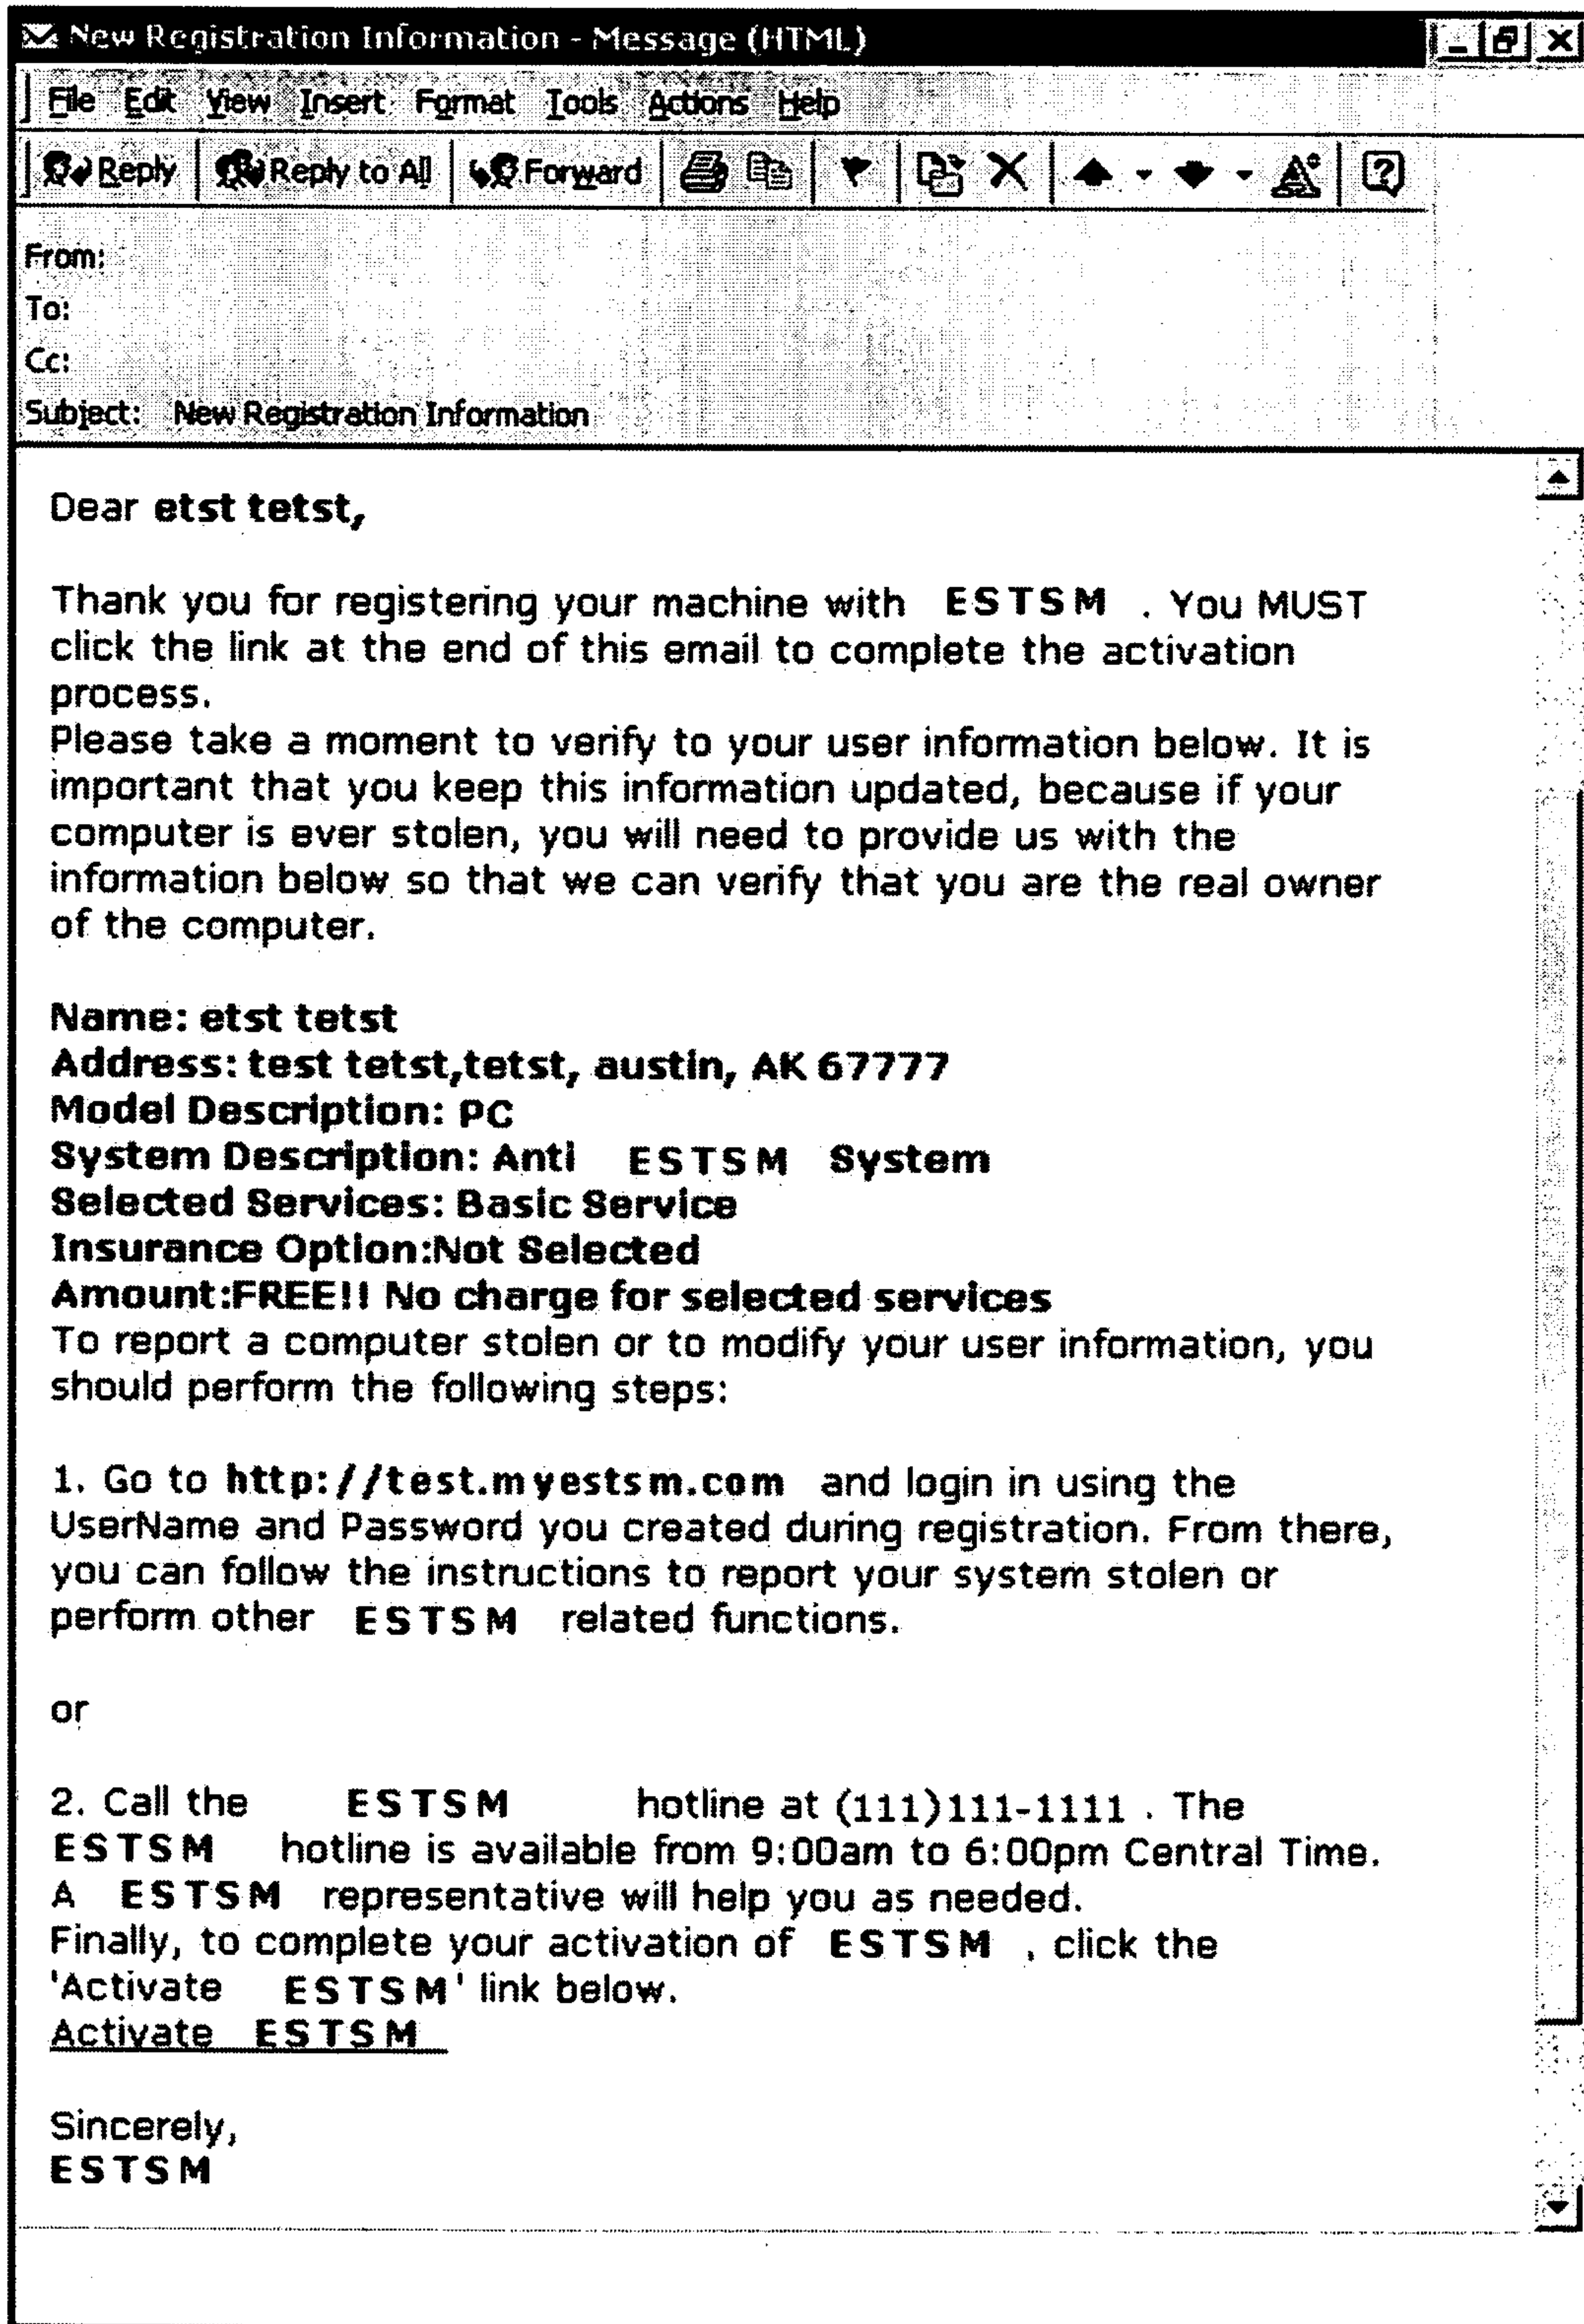 New Registration Information - Message (HTML)
File Edit View Insert Format Tools Actions Help
Reply Reply to All Forward
From:
To:
Cc:
Subject: New Registration Information
Dear etst tetst,
Thank you for registering your machine with ESTSM . You MUST
click the link at the end of this email to complete the activation
process.
Please take a moment to verify to your user information below. It is
important that you keep this information updated, because if your
computer is ever stolen, you will need to provide us with the
information below so that we can verify that you are the real owner
of the computer.
Name: etst tetst
Address: test tetst,tetst, austin, AK 67777
Model Description: PC
System Description: Anti ESTSM System
Selected Services: Basic Service
Insurance Option:Not Selected
Amount:FREE!! No charge for selected services
To report a computer stolen or to modify your user information, you
should perform the following steps:
1. Go to http://test.myestsm.com and login in using the
UserName and Password you created during registration. From there,
you can follow the instructions to report your system stolen or
perform other ESTSM related functions.
or
2. Call the ESTSM hotline at (111)111-1111 . The
ESTSM hotline is available from 9:00am to 6:00pm Central Time.
A ESTSM representative will help you as needed.
Finally, to complete your activation of ESTSM , click the
'Activate ESTSM' link below.
Activate ESTSM
Sincerely,
ESTSM